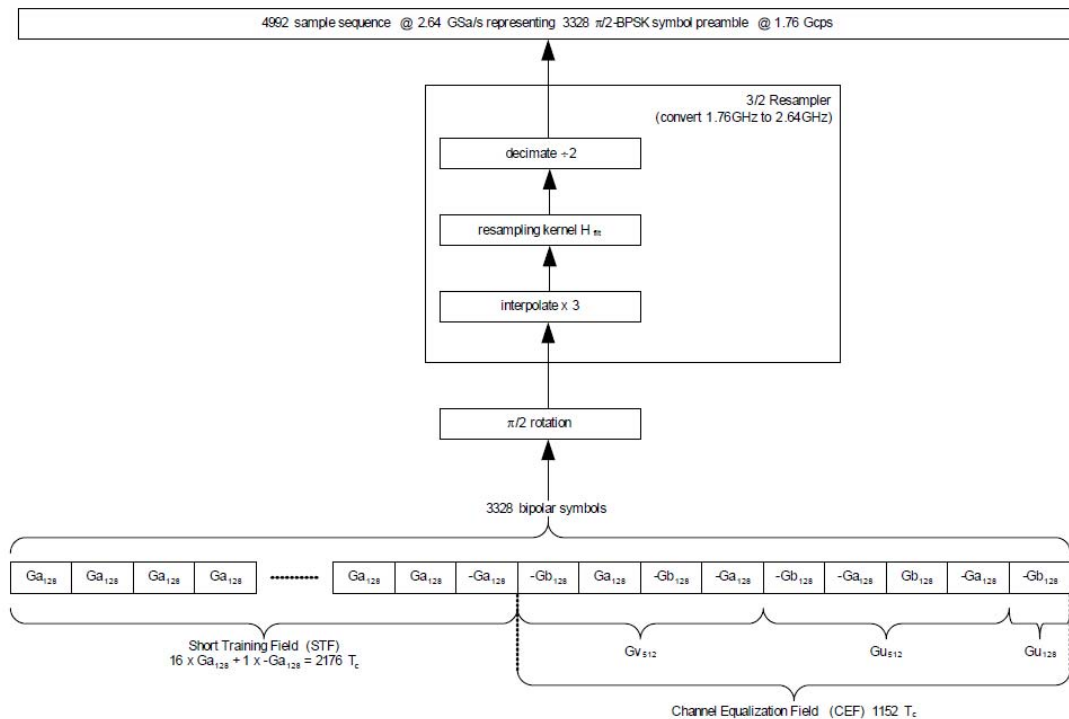 4992 sample sequence @ 2.64 GSa/s representing 3328 π/2-BPSK symbol preamble @ 1.76 Gcps
3/2 Resampler
(convert 1.76GHz to 2.64GHz)
decimate ÷2
resampling kernel H flt
interpolate x 3
π/2 rotation
3328 bipolar symbols
Ga128 Ga128 Ga128 Ga128 ---------- Ga128 Ga128 -Ga128 -Gb128 Ga128 -Gb128 -Ga128 -Gb128 -Ga128 Gb128 -Ga128 -Gb128
Short Training Field (STF)
16 x Ga128 + 1 x -Ga128 = 2176 Tc
Gv512
Gu512
Gu128
Channel Equalization Field (CEF) 1152 Tc